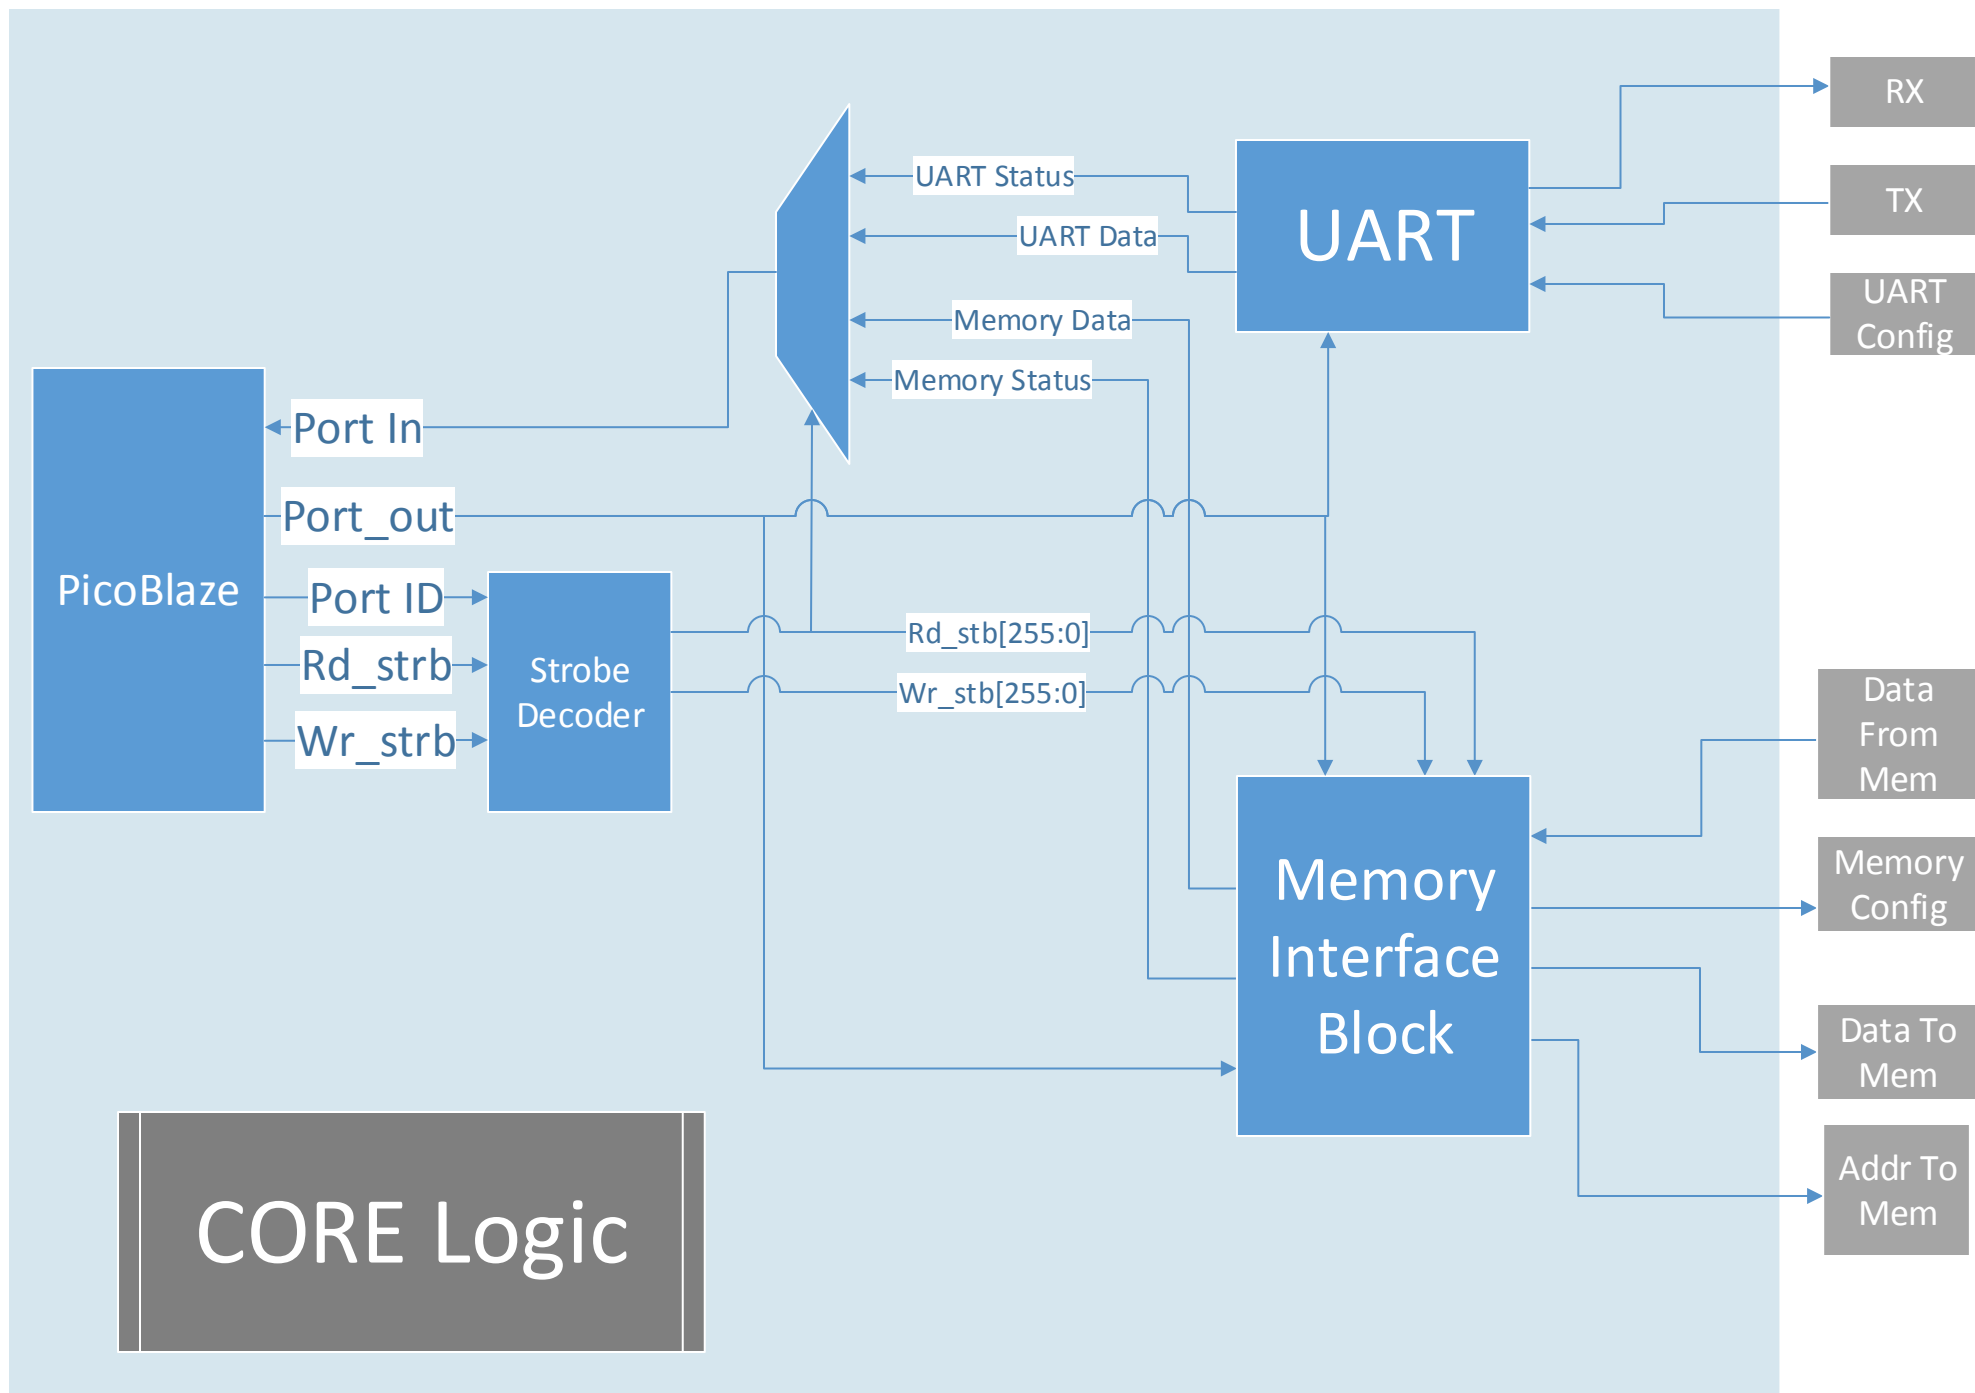 RX
TX
UART
Config
UART Status
UART Data
Memory Data
Memory Status
UART
Port In
Port_out
PicoBlaze
Port ID
Rd_strb
Wr_strb
Strobe
Decoder
Rd_stb[255:0]
Wr_stb[255:0]
Data
From
Mem
Memory
Config
Memory
Interface
Block
Data To
Mem
Addr To
Mem
CORE Logic